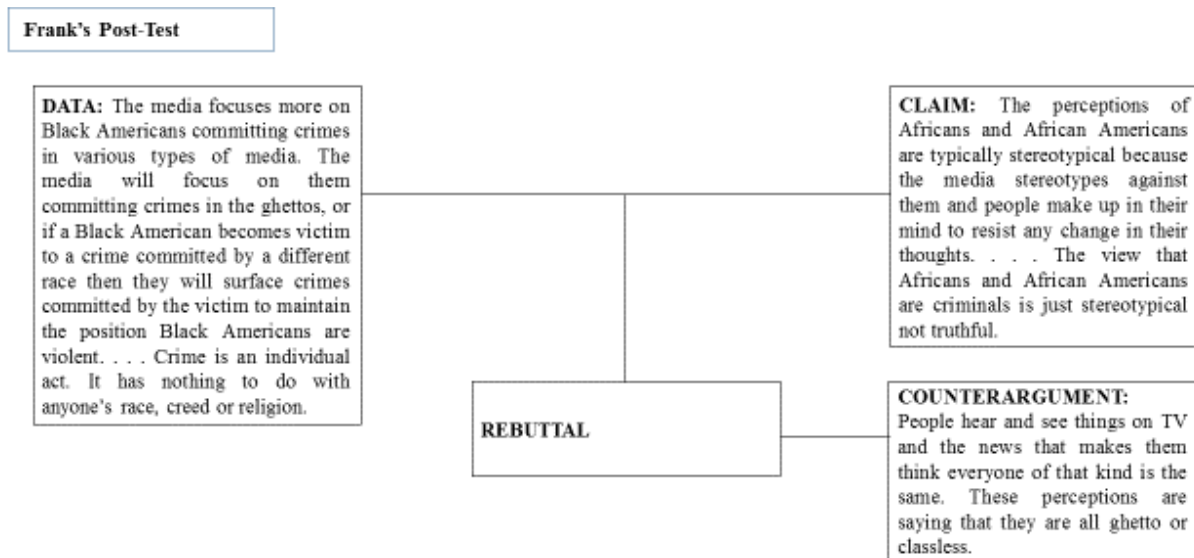 Frank's Post-Test
DATA: The media focuses more on
Black Americans committing crimes
in various types of media. The
media will focus on them
committing crimes in the ghettos, or
if a Black American becomes victim
to a crime committed by a different
race then they will surface crimes
committed by the victim to maintain
the position Black Americans are
violent. . . . Crime is an individual
act. It has nothing to do with
anyone's race, creed or religion.
CLAIM: The perceptions of
Africans and African Americans
are typically stereotypical because
the media stereotypes against
them and people make up in their
mind to resist any change in their
thoughts. . . . The view that
Africans and African Americans
are criminals is just stereotypical
not truthful.
REBUTTAL
COUNTERARGUMENT:
People hear and see things on TV
and the news that makes them
think everyone of that kind is the
same. These perceptions are
saying that they are all ghetto or
classless.